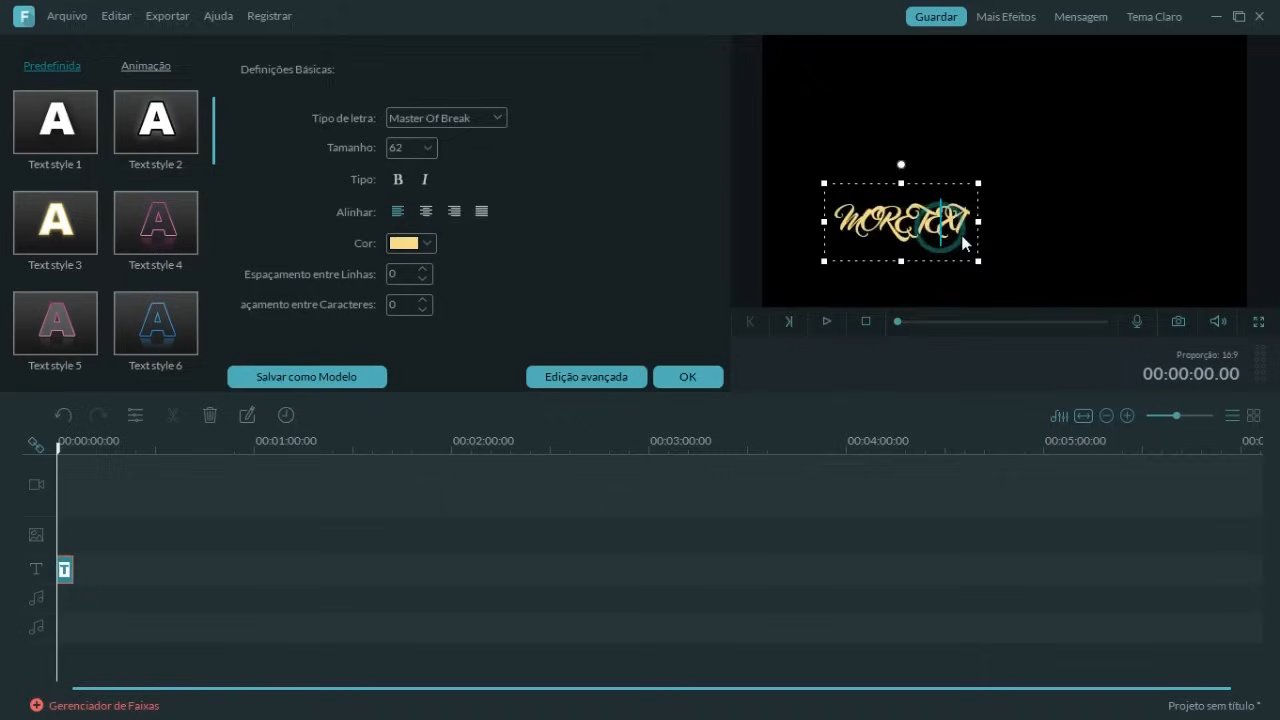 F Arquivo Editar Exportar Ajuda Registrar Guardar Mais Efeitos Mensagem Tema Claro
Predefinida Animação
A Text style 1
A Text style 2
A Text style 3
A Text style 4
A Text style 5
A Text style 6
Definições Básicas:
Tipo de letra: Master Of Break
Tamanho: 62
Tipo: B I
Alinhar:
Cor:
Espaçamento entre Linhas: 0
açamento entre Caracteres: 0
Salvar como Modelo Edição avançada OK
MORETEXT
Proporção: 16:9
00:00:00.00
00:00:00:00 00:01:00:00 00:02:00:00 00:03:00:00 00:04:00:00 00:05:00:00 00:0
T
T
Gerenciador de Faixas
Projeto sem título *